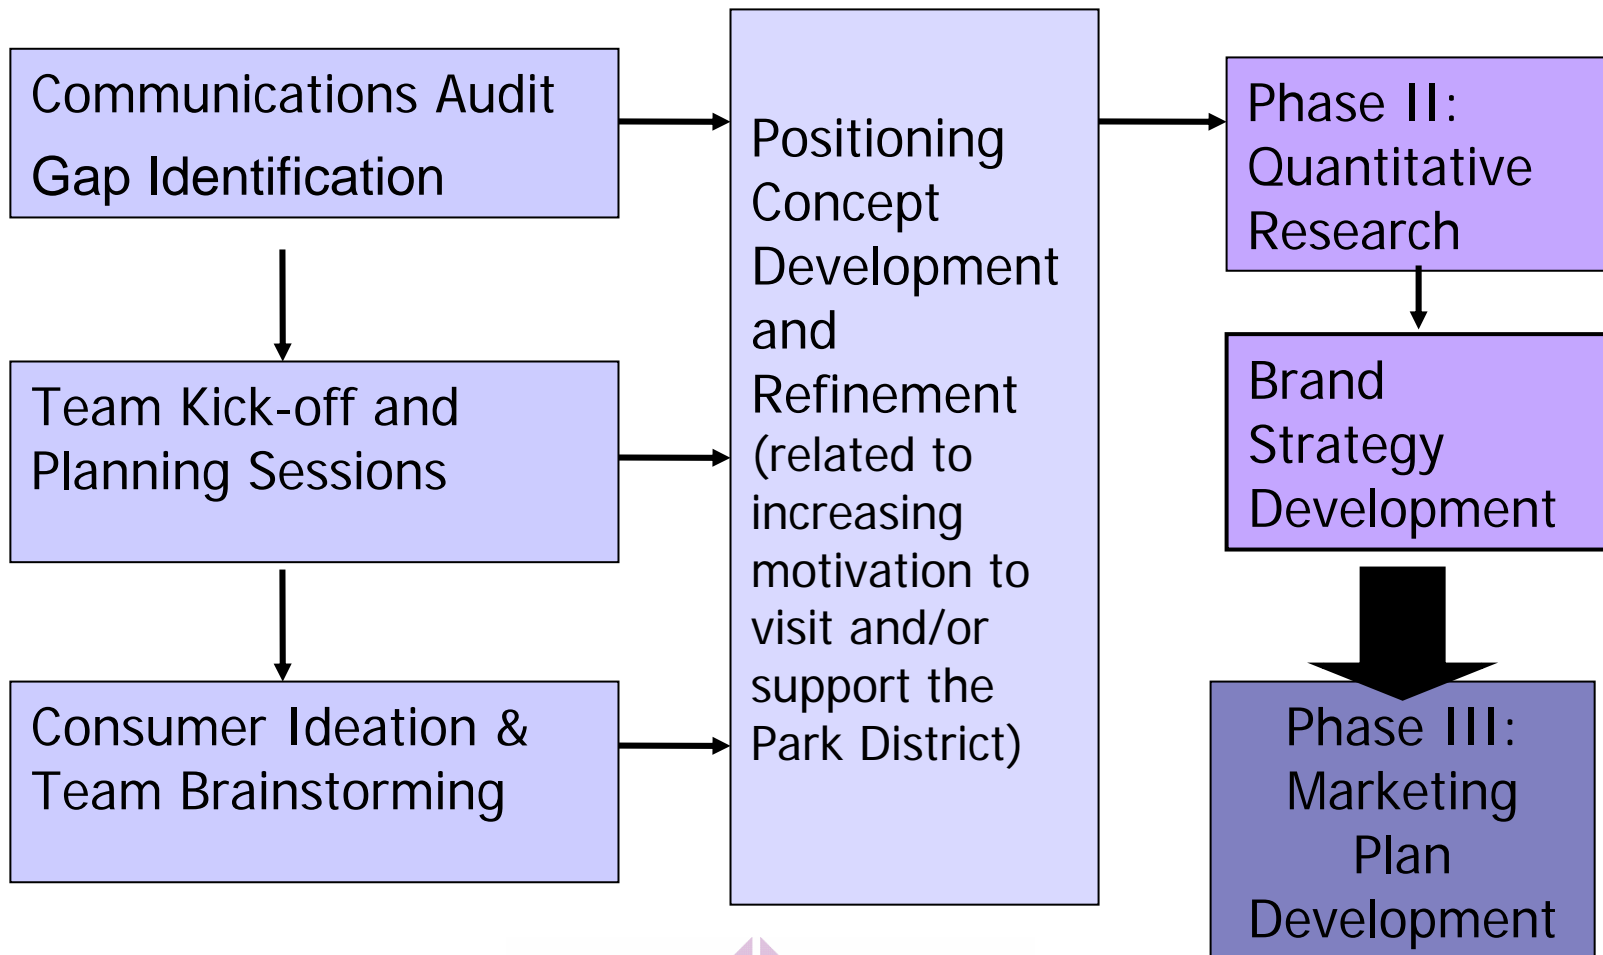 Communications Audit
Gap Identification
Team Kick-off and
Planning Sessions
Consumer Ideation &
Team Brainstorming
Positioning
Concept
Development
and
Refinement
(related to
increasing
motivation to
visit and/or
support the
Park District)
Phase II:
Quantitative
Research
Brand
Strategy
Development
Phase III:
Marketing
Plan
Development